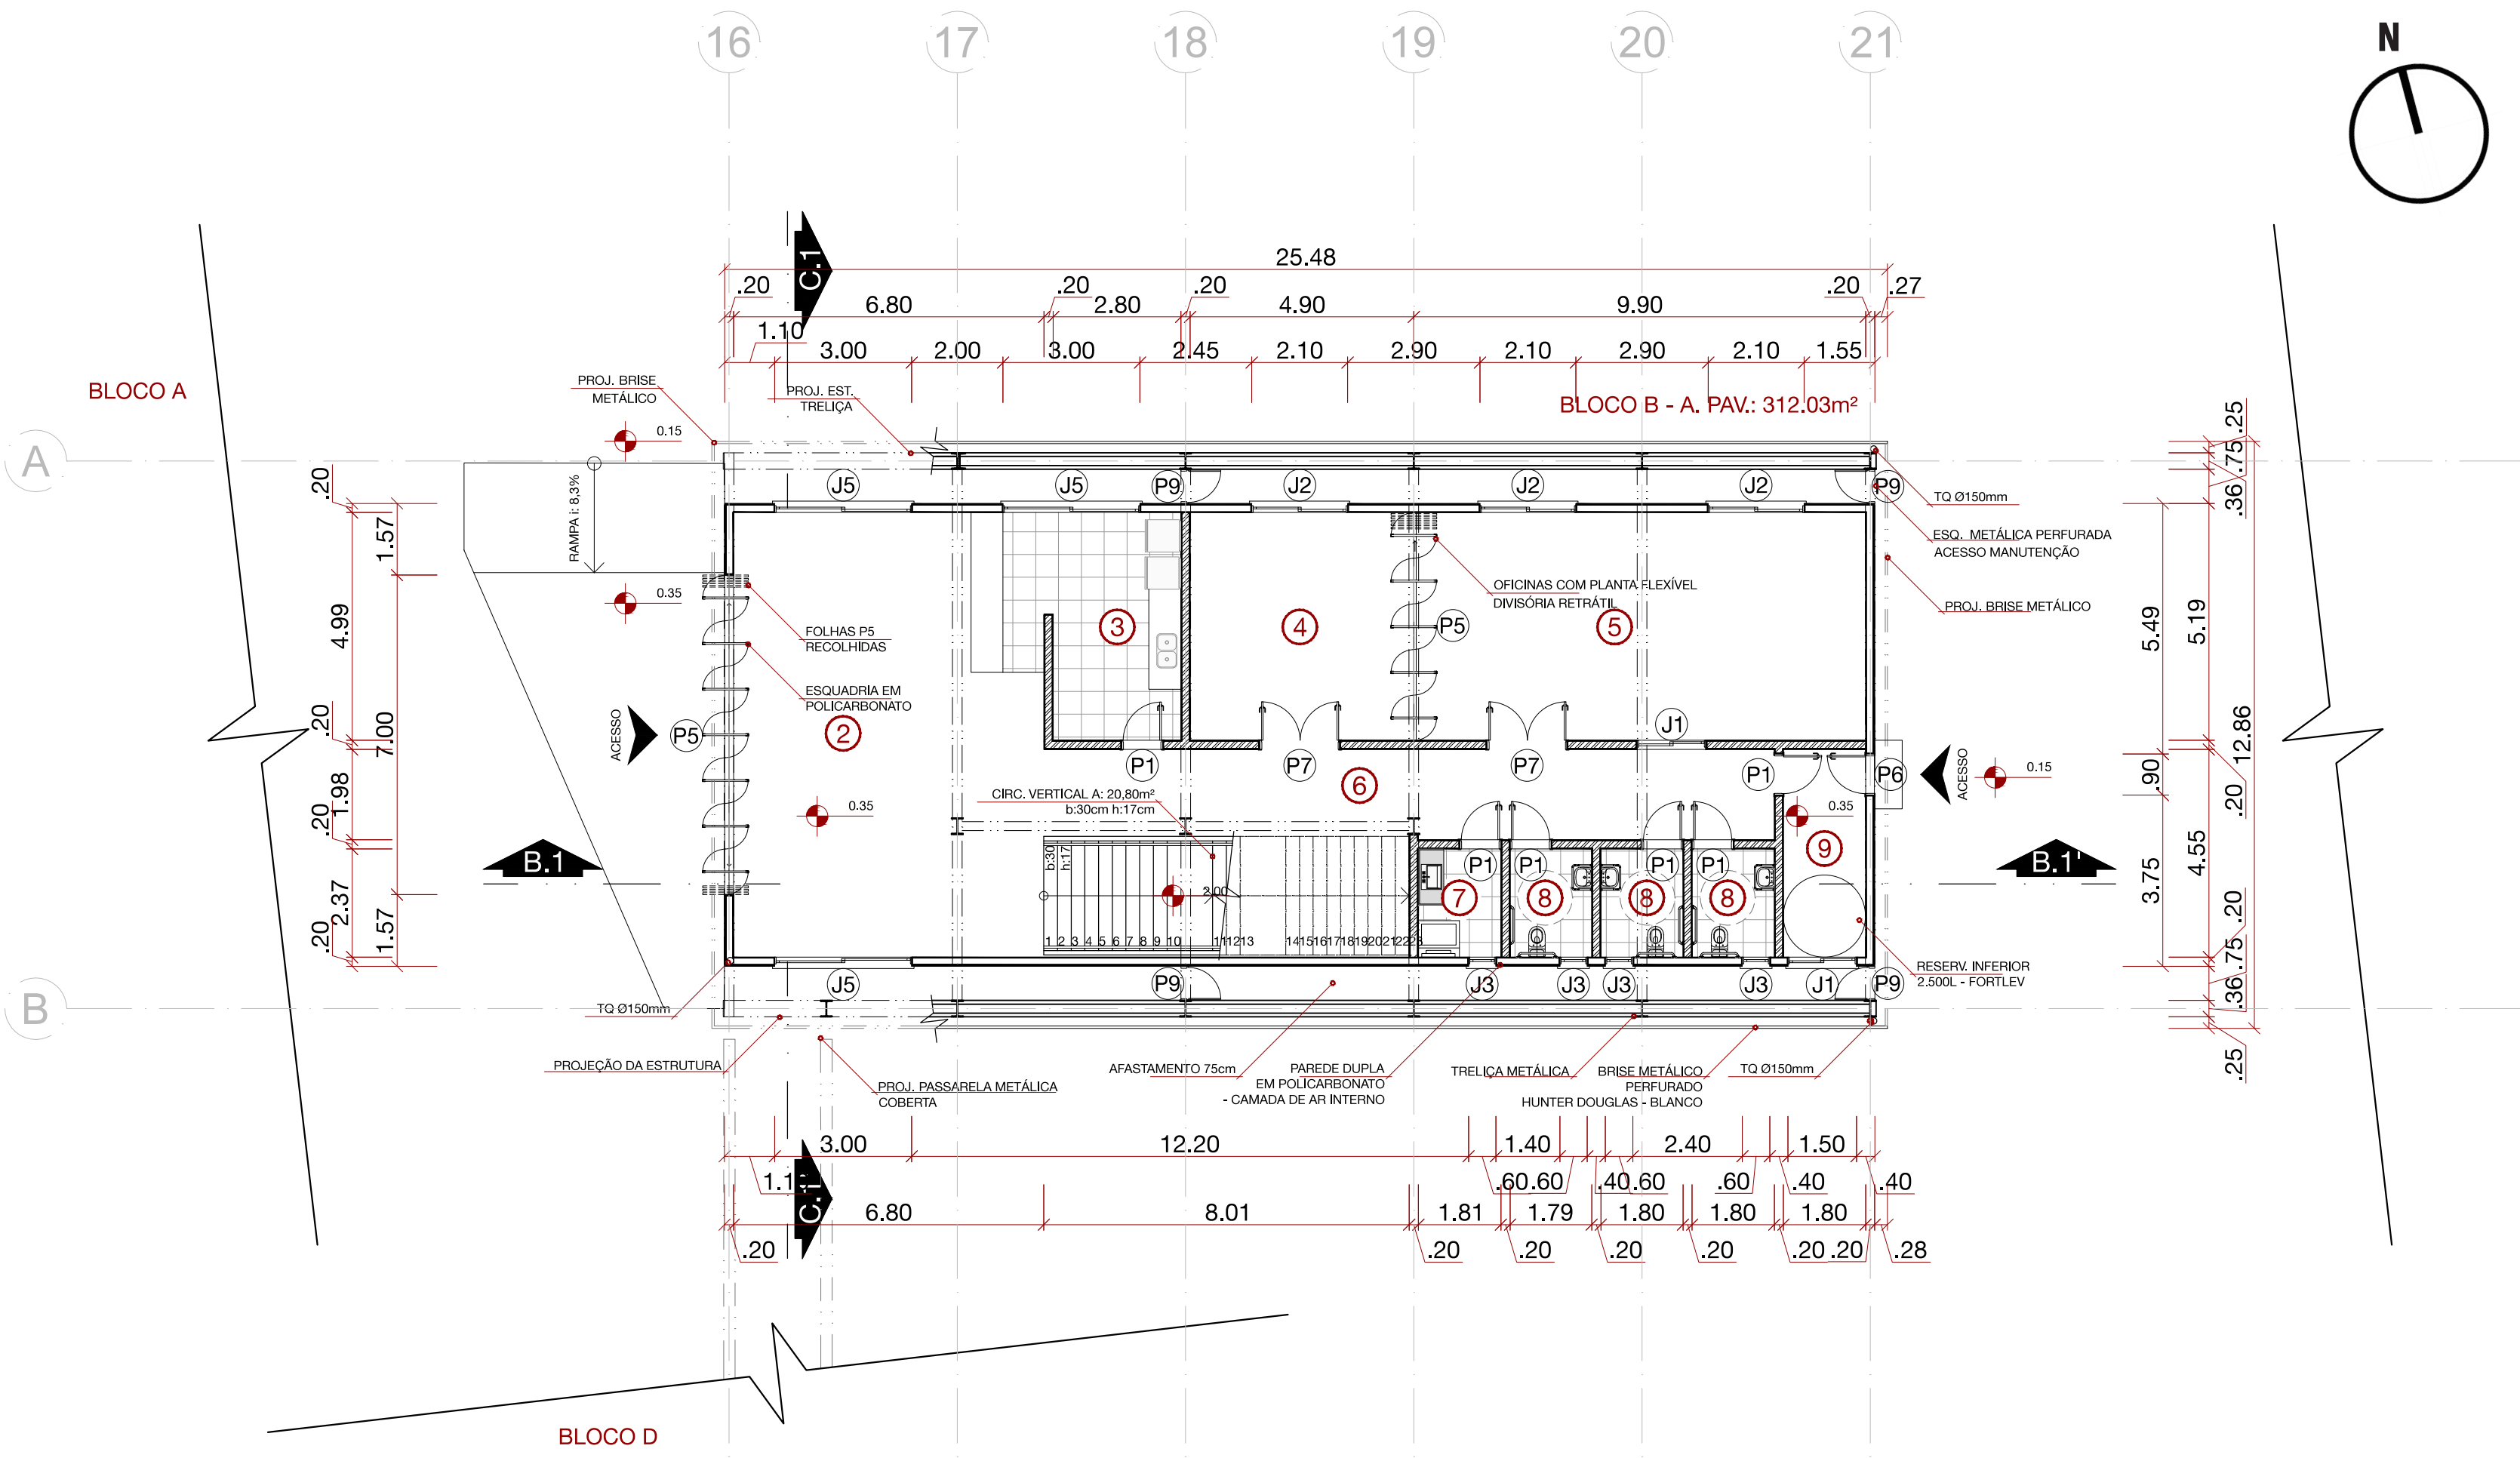 16 17 18 19 20 21
N
C.1
25.48
.20 .20 .20 .20 .27
6.80 2.80 4.90 9.90
1.10
3.00 2.00 3.00 2.45 2.10 2.90 2.10 2.90 2.10 1.55
BLOCO A
PROJ. BRISE
METÁLICO
PROJ. EST.
TRELIÇA
BLOCO B - A. PAV.: 312.03m²
A
0.15
J5 J5 P9 J2 J2 J2 P9
TQ Ø150mm
ESQ. METÁLICA PERFURADA
ACESSO MANUTENÇÃO
RAMPA i: 8,3%
0.35
OFICINAS COM PLANTA FLEXÍVEL
DIVISÓRIA RETRÁTIL
PROJ. BRISE METÁLICO
FOLHAS P5
RECOLHIDAS
3 4 P5 5
ESQUADRIA EM
POLICARBONATO
ACESSO
P5 2 J1
P1 P7 P7 P1 P6
ACESSO
0.15
6
CIRC. VERTICAL A: 20,80m²
b:30cm h:17cm
0.35
0.35
B.1
b:30
h:17
P1 P1 P1 P1 9
B.1'
2.00
7 8 8 8
1 2 3 4 5 6 7 8 9 10 11 12 13 14 15 16 17 18 19 20 21 22 23
RESERV. INFERIOR
2.500L - FORTLEV
B
J5 P9 J3 J3 J3 J3 J1 P9
TQ Ø150mm
PROJEÇÃO DA ESTRUTURA
PROJ. PASSARELA METÁLICA
COBERTA
AFASTAMENTO 75cm
PAREDE DUPLA
EM POLICARBONATO
- CAMADA DE AR INTERNO
TRELIÇA METÁLICA
BRISE METÁLICO
PERFURADO
HUNTER DOUGLAS - BLANCO
TQ Ø150mm
.20
4.99
.20
1.98
.20
2.37
.20
1.57
7.00
1.57
5.49
.90
3.75
.25
.75
.36
5.19
.20
4.55
.20
.75
.36
.25
12.86
3.00 12.20 1.40 2.40 1.50
.60 .60 .40 .60 .60 .40 .40
6.80 8.01 1.81 1.79 1.80 1.80 1.80
.20 .20 .20 .20 .20 .20 .20 .28
BLOCO D